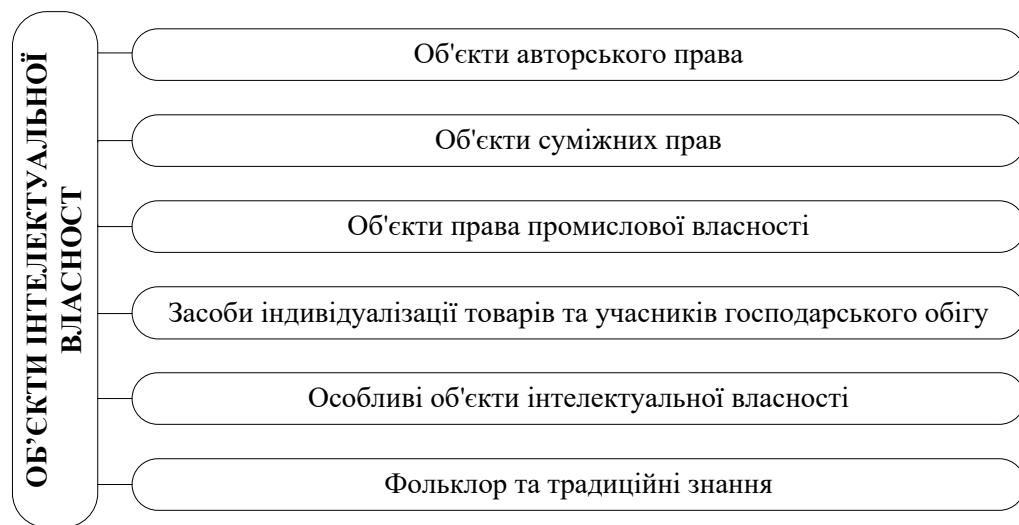 ОБ’ЄКТИ ІНТЕЛЕКТУАЛЬНОЇ
ВЛАСНОСТ
Об'єкти авторського права
Об'єкти суміжних прав
Об'єкти права промислової власності
Засоби індивідуалізації товарів та учасників господарського обігу
Особливі об'єкти інтелектуальної власності
Фольклор та традиційні знання